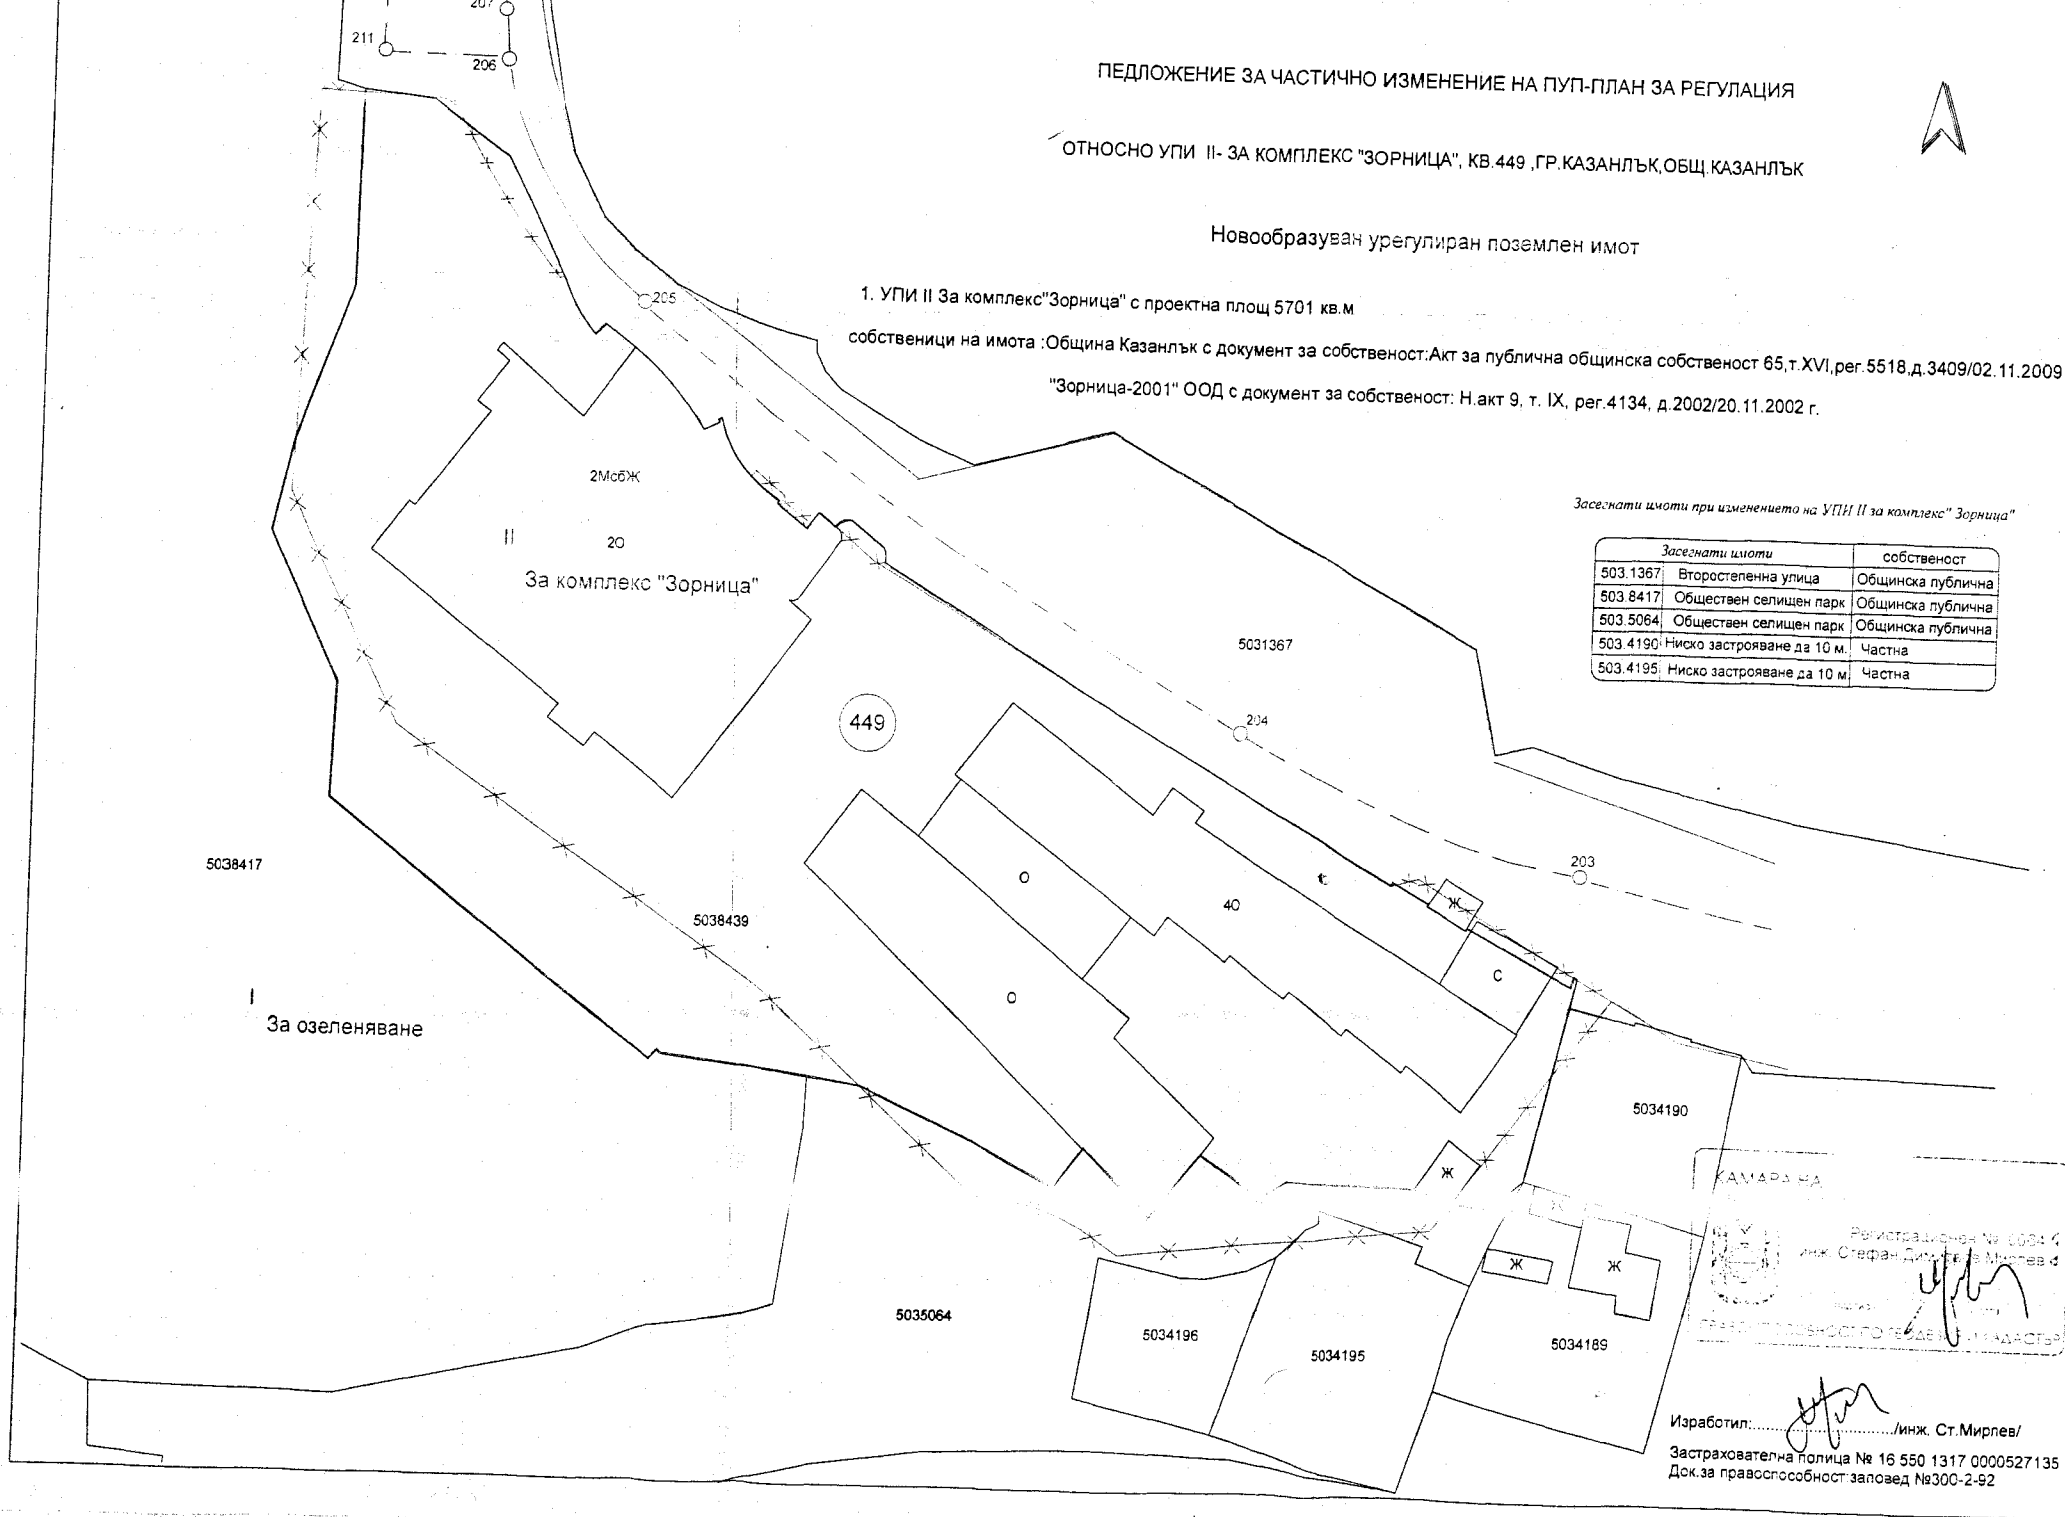 207
211
206
ПЕДЛОЖЕНИЕ ЗА ЧАСТИЧНО ИЗМЕНЕНИЕ НА ПУП-ПЛАН ЗА РЕГУЛАЦИЯ
ОТНОСНО УПИ II- ЗА КОМПЛЕКС "ЗОРНИЦА", КВ.449 ,ГР.КАЗАНЛЪК,ОБЩ.КАЗАНЛЪК
Новообразуван урегулиран поземлен имот
205
1. УПИ II За комплекс"Зорница" с проектна площ 5701 кв.м
собственици на имота :Община Казанлък с документ за собственост:Акт за публична общинска собственост 65,т.XVI,рег.5518,д.3409/02.11.2009
"Зорница-2001" ООД с документ за собственост: Н.акт 9, т. IX, рег.4134, д.2002/20.11.2002 г.
2МсбЖ
II
20
За комплекс "Зорница"
Засегнати имоти при изменението на УПИ II за комплекс" Зорница"
Засегнати имоти собственост
503.1367 Второстепенна улица Общинска публична
503.8417 Обществен селищен парк Общинска публична
503.5064 Обществен селищен парк Общинска публична
503.4190 Ниско застрояване да 10 м. Частна
503.4195 Ниско застрояване да 10 м Частна
5031367
449
204
203
5038417
О
t
40
Ж
5038439
С
О
I
За озеленяване
5034190
Ж
КАМАРА НА
Регистрационен №
инж. Стефан
Ж
Ж
5035064
5034196
5034195
5034189
Изработил:............................/инж. Ст.Мирлев/
Застрахователна полица № 16 550 1317 0000527135
Док.за правоспособност:заповед №300-2-92